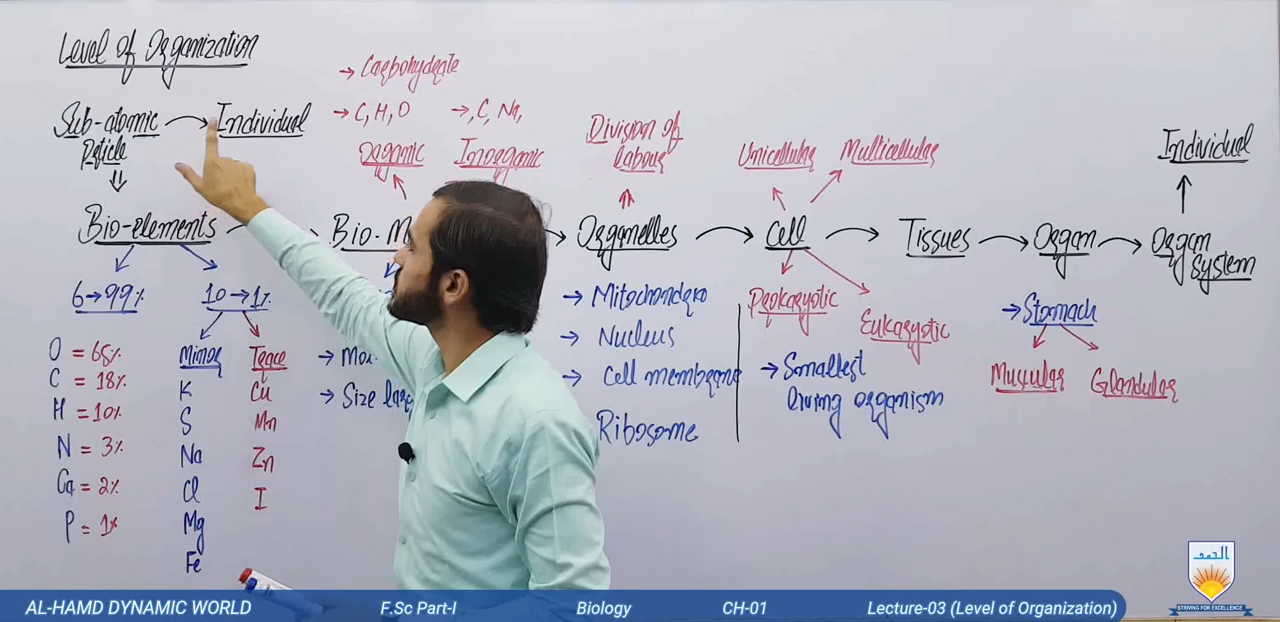 Level of Organization
Sub-atomic → Individual
Paticle
→ Carbohydrate
→ C, H, O
→ C, Na,
Organic
Inorganic
Division of
labour
Unicellular
Multicellular
Individual
Bio-elements
Bio-M
Organelles → Cell → Tissues → Organ → Organ
System
6 → 99%
10 → 1%
O = 65%
C = 18%
H = 10%
N = 3%
Ca = 2%
P = 1%
Minor
K
S
Na
Cl
Mg
Fe
Trace
Cu
Mn
Zn
I
→ Size
→ Mitochondero
→ Nucleus
→ Cell membrane
Ribosome
Peokaryotic
Eukaryotic
→ Smallest
living organism
→ Stomach
Muscular
Glandular
الحمد
STRIVING FOR EXCELLENCE
AL-HAMD DYNAMIC WORLD F.Sc Part-I Biology CH-01 Lecture-03 (Level of Organization)